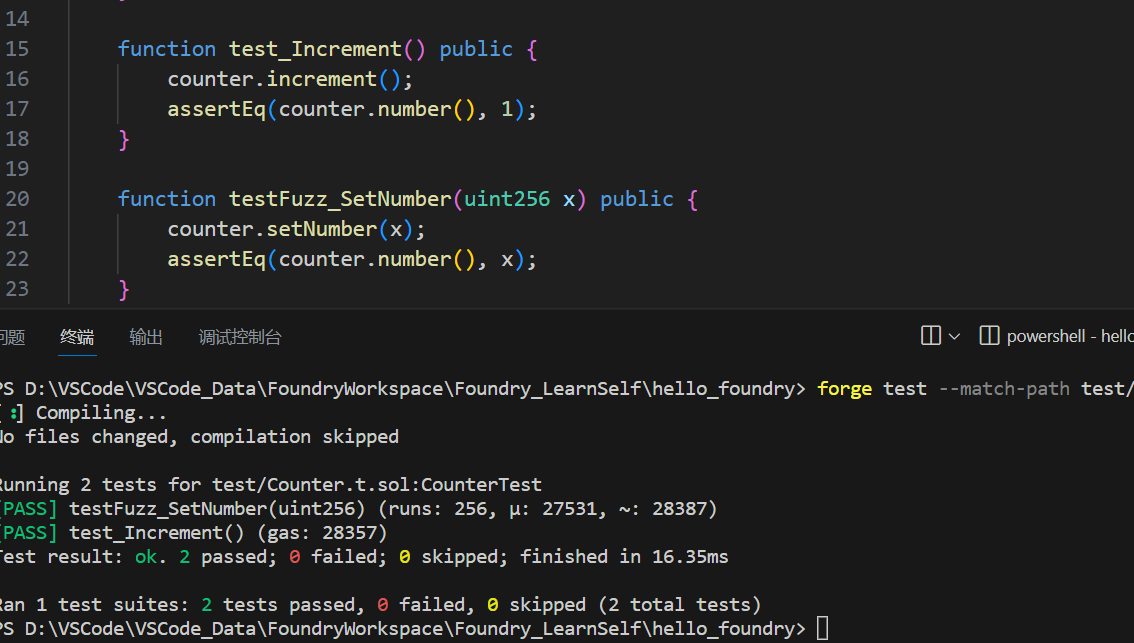 14
15 function test_Increment() public {
16 counter.increment();
17 assertEq(counter.number(), 1);
18 }
19
20 function testFuzz_SetNumber(uint256 x) public {
21 counter.setNumber(x);
22 assertEq(counter.number(), x);
23 }
问题 终端 输出 调试控制台 powershell - hello
PS D:\VSCode\VSCode_Data\FoundryWorkspace\Foundry_LearnSelf\hello_foundry> forge test --match-path test/
[⠃] Compiling...
No files changed, compilation skipped
Running 2 tests for test/Counter.t.sol:CounterTest
[PASS] testFuzz_SetNumber(uint256) (runs: 256, μ: 27531, ~: 28387)
[PASS] test_Increment() (gas: 28357)
Test result: ok. 2 passed; 0 failed; 0 skipped; finished in 16.35ms
Ran 1 test suites: 2 tests passed, 0 failed, 0 skipped (2 total tests)
PS D:\VSCode\VSCode_Data\FoundryWorkspace\Foundry_LearnSelf\hello_foundry>